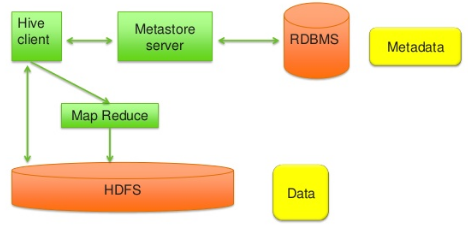 Hive
client
Metastore
server
RDBMS
Metadata
Map Reduce
HDFS
Data